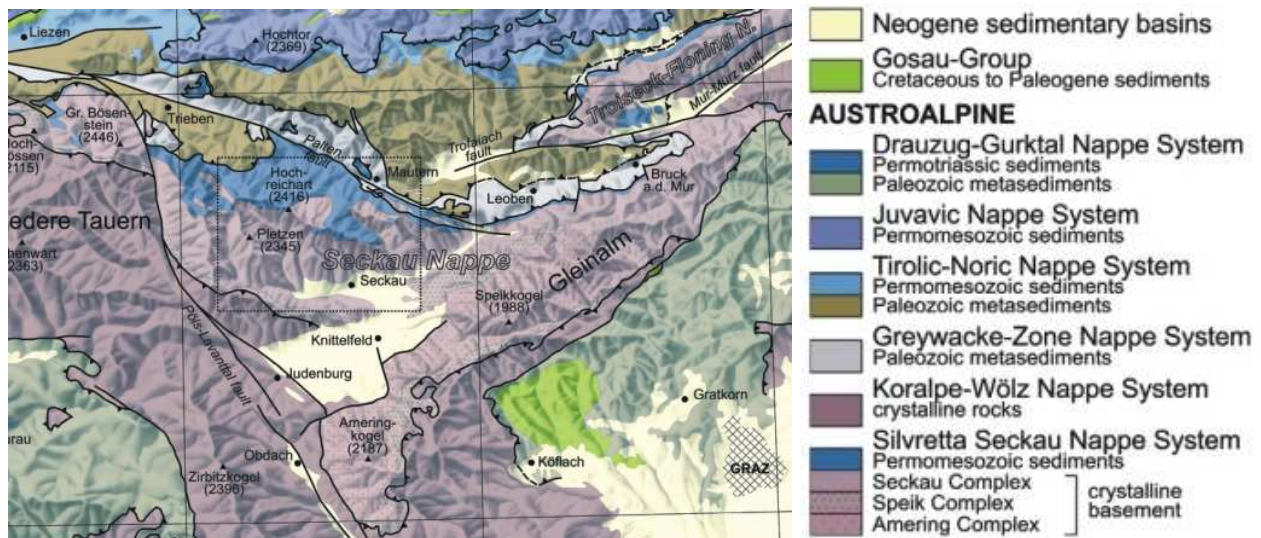 Liezen
Hochtor
(2369)
Gr. Bösen-
stein
(2446)
Trieben
Palten
fault
Trofaiach
fault
Troiseck-Floning N.
Mur-Mürz fault
2115)
Hoch-
reichart
(2416)
Mautern
Leoben
Bruck
a.d. Mur
edere Tauern
Pletzen
(2345)
henwart
2363)
Seckau Nappe
Seckau
Gleinalm
Speikkogel
(1988)
Pöls-Lavanttal fault
Knittelfeld
Judenburg
Gratkorn
Amering-
kogel
(2187)
Obdach
Zirbitzkogel
(2396)
Köflach
GRAZ
Neogene sedimentary basins
Gosau-Group
Cretaceous to Paleogene sediments
AUSTROALPINE
Drauzug-Gurktal Nappe System
Permotriassic sediments
Paleozoic metasediments
Juvavic Nappe System
Permomesozoic sediments
Tirolic-Noric Nappe System
Permomesozoic sediments
Paleozoic metasediments
Greywacke-Zone Nappe System
Paleozoic metasediments
Koralpe-Wölz Nappe System
crystalline rocks
Silvretta Seckau Nappe System
Permomesozoic sediments
Seckau Complex
Speik Complex
Amering Complex
crystalline
basement